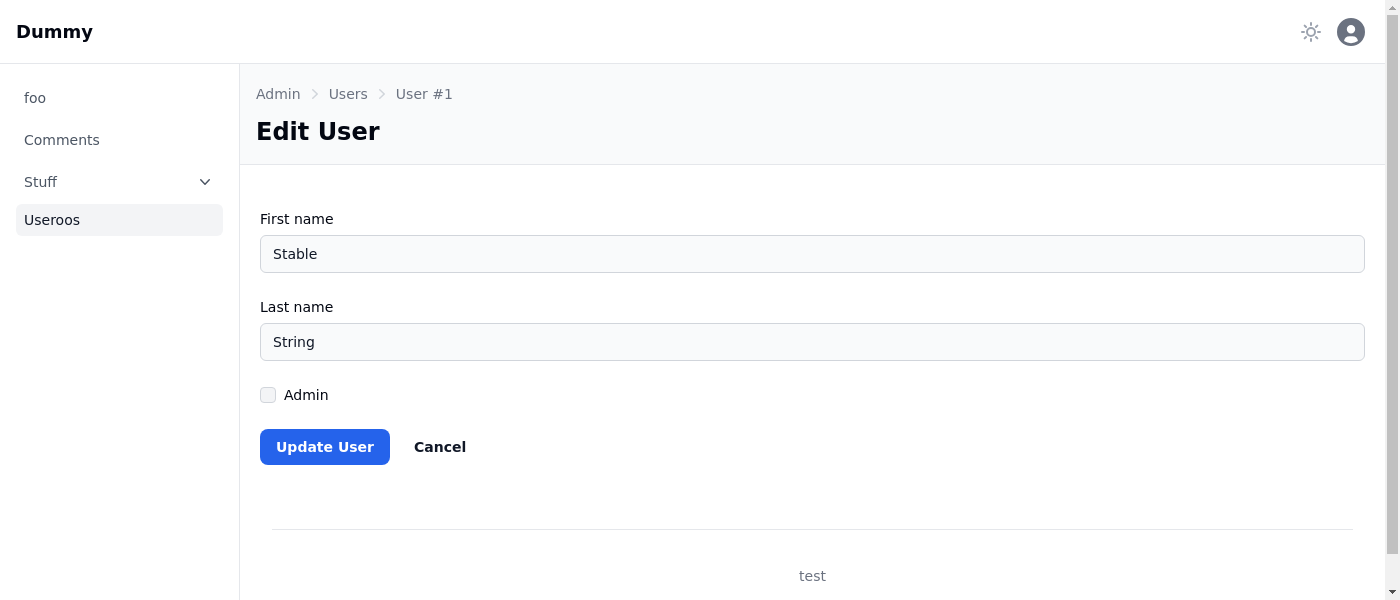 Dummy
foo
Comments
Stuff
Useroos
Admin Users User #1
Edit User
First name
Stable
Last name
String
Admin
Update User Cancel
test